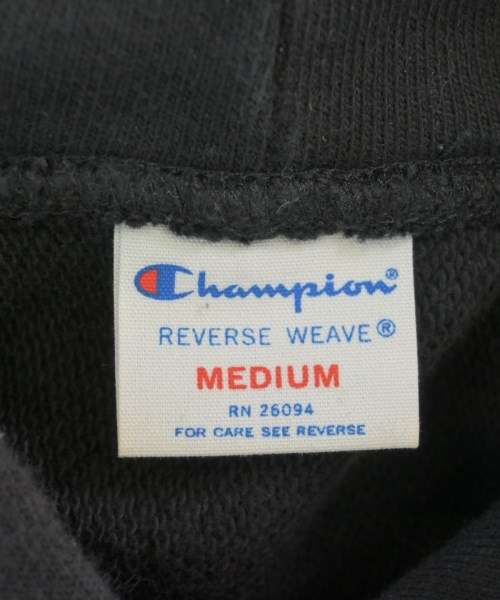 Champion®
REVERSE WEAVE®
MEDIUM
RN 26094
FOR CARE SEE REVERSE